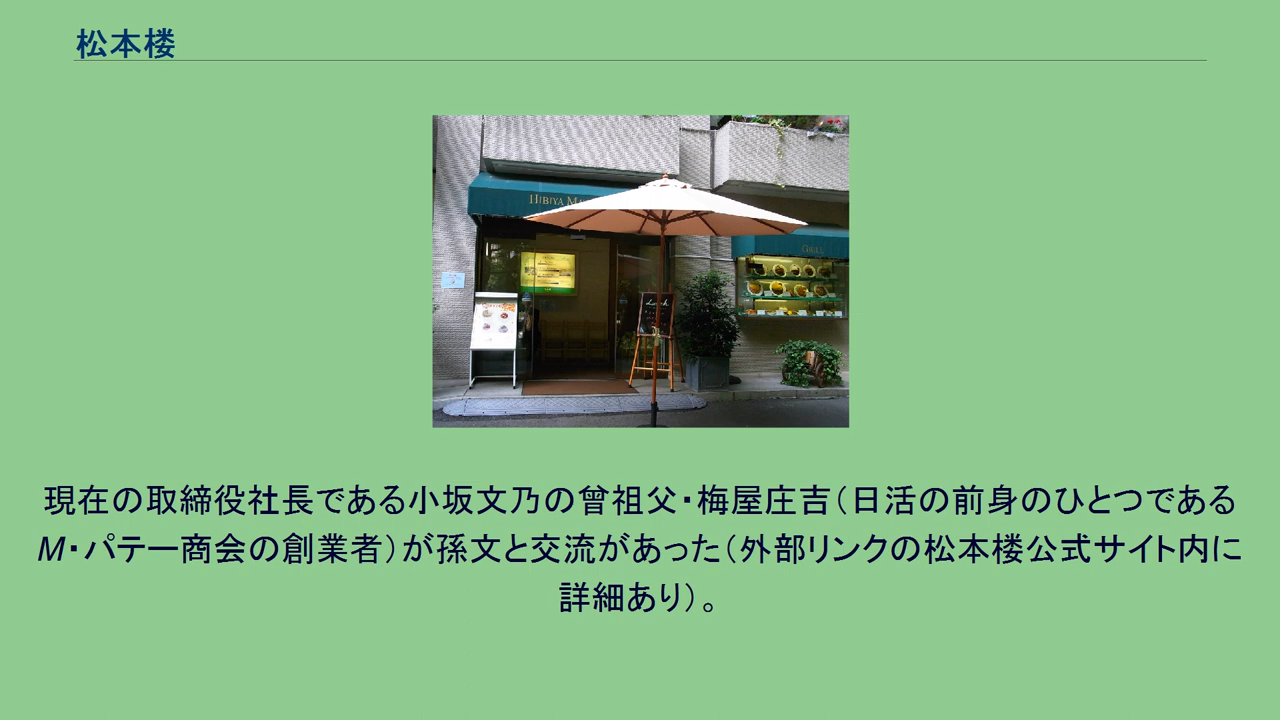 松本楼
HIBIYA
GRILL
Lunch
現在の取締役社長である小坂文乃の曾祖父・梅屋庄吉（日活の前身のひとつである
M・パテー商会の創業者）が孫文と交流があった（外部リンクの松本楼公式サイト内に
詳細あり）。